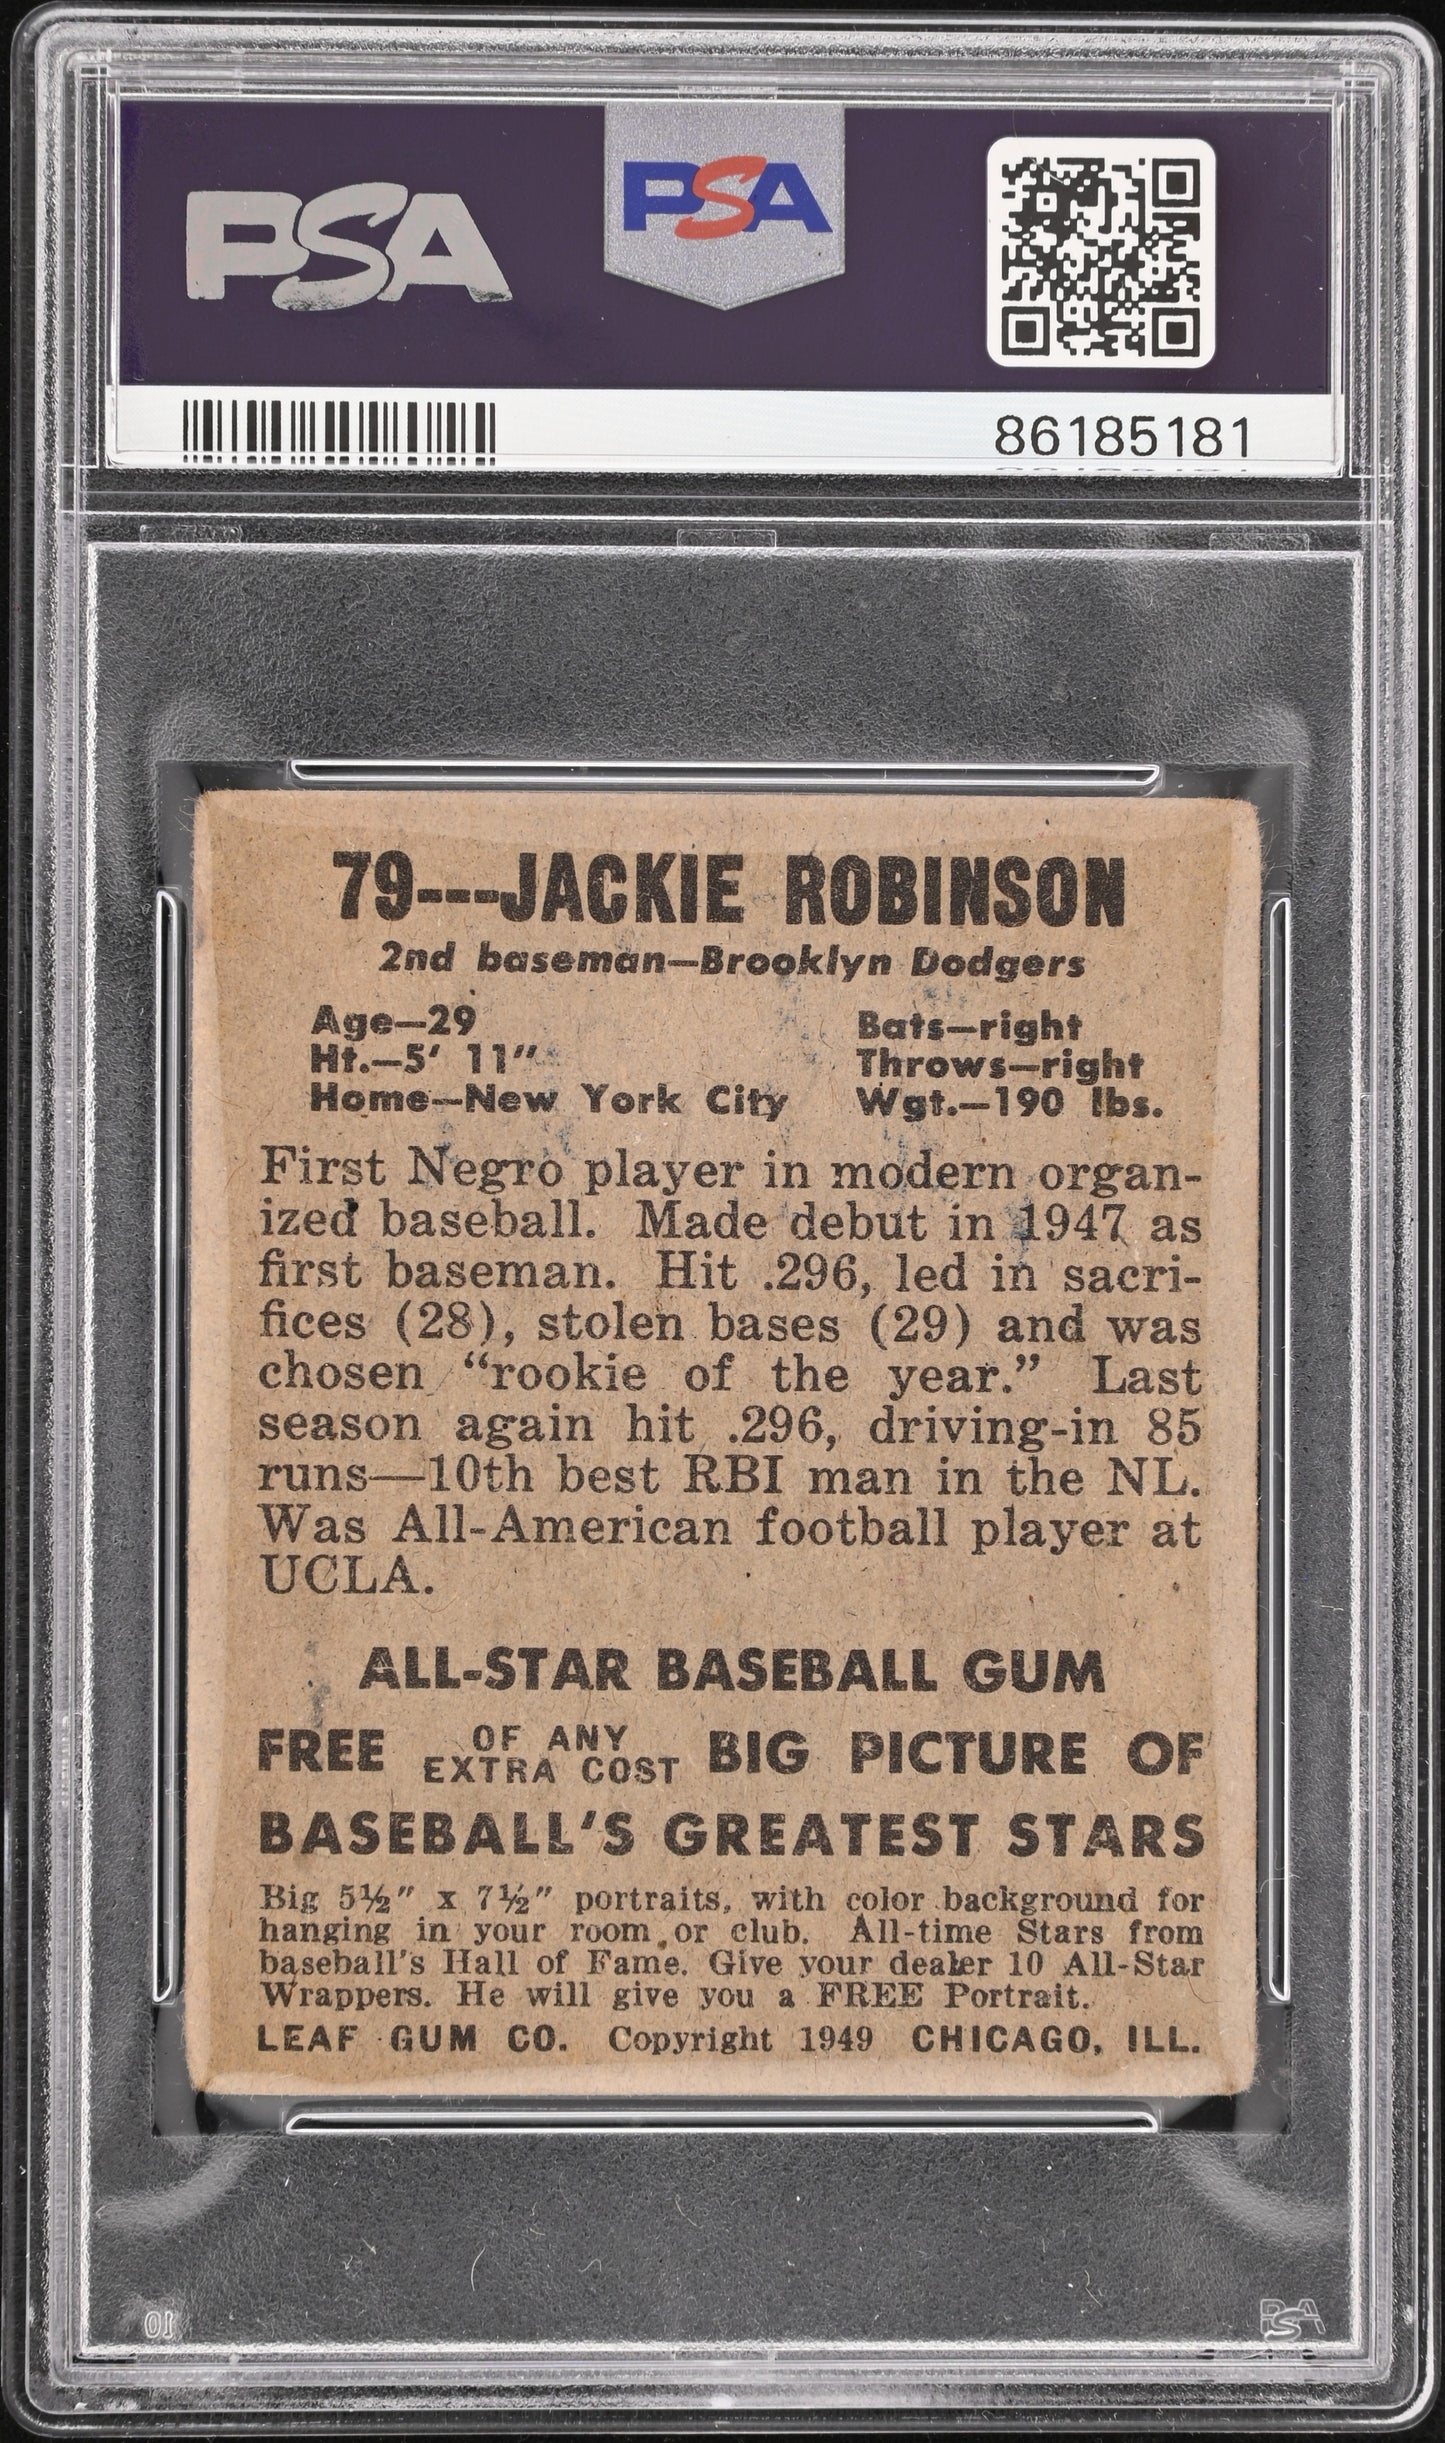 PSA
PSA
86185181
79---JACKIE ROBINSON
2nd baseman—Brooklyn Dodgers
Age—29 Bats—right
Ht.—5' 11" Throws—right
Home—New York City Wgt.—190 lbs.
First Negro player in modern organ-
ized baseball. Made debut in 1947 as
first baseman. Hit .296, led in sacri-
fices (28), stolen bases (29) and was
chosen "rookie of the year." Last
season again hit .296, driving-in 85
runs—10th best RBI man in the NL.
Was All-American football player at
UCLA.
ALL-STAR BASEBALL GUM
FREE OF ANY EXTRA COST BIG PICTURE OF
BASEBALL'S GREATEST STARS
Big 5½" x 7½" portraits, with color background for
hanging in your room or club. All-time Stars from
baseball's Hall of Fame. Give your dealer 10 All-Star
Wrappers. He will give you a FREE Portrait.
LEAF GUM CO. Copyright 1949 CHICAGO, ILL.
PSA